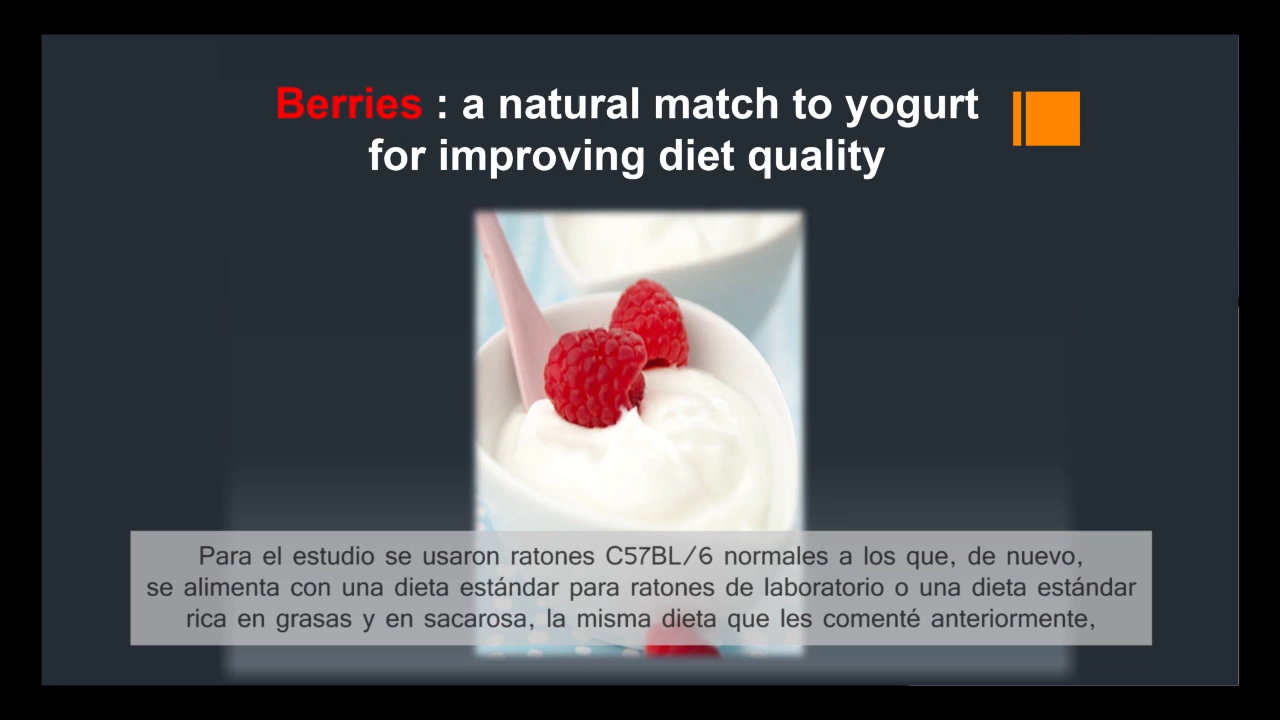 Berries : a natural match to yogurt
for improving diet quality
Para el estudio se usaron ratones C57BL/6 normales a los que, de nuevo,
se alimenta con una dieta estándar para ratones de laboratorio o una dieta estándar
rica en grasas y en sacarosa, la misma dieta que les comenté anteriormente,